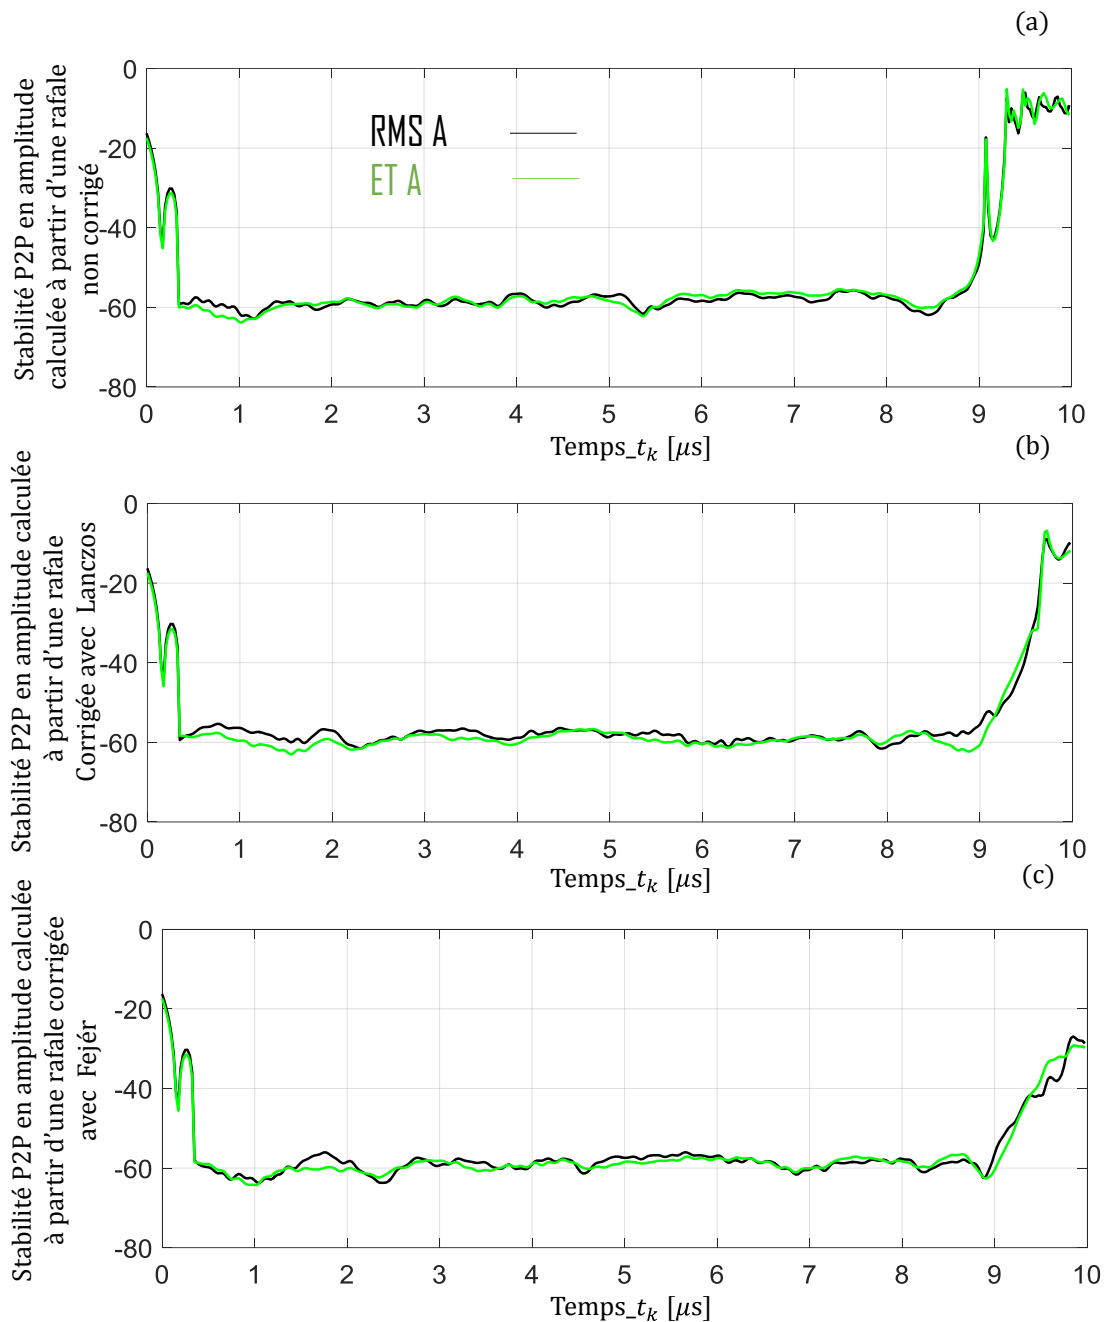 (a)
Stabilité P2P en amplitude
calculée à partir d'une rafale
non corrigé
0
-20
-40
-60
-80
RMS A
ET A
0 1 2 3 4 5 6 7 8 9 10
Temps_t_k [μs]
(b)
Stabilité P2P en amplitude calculée
à partir d'une rafale
Corrigée avec Lanczos
0
-20
-40
-60
-80
0 1 2 3 4 5 6 7 8 9 10
Temps_t_k [μs]
(c)
Stabilité P2P en amplitude calculée
à partir d'une rafale corrigée
avec Fejér
0
-20
-40
-60
-80
0 1 2 3 4 5 6 7 8 9 10
Temps_t_k [μs]